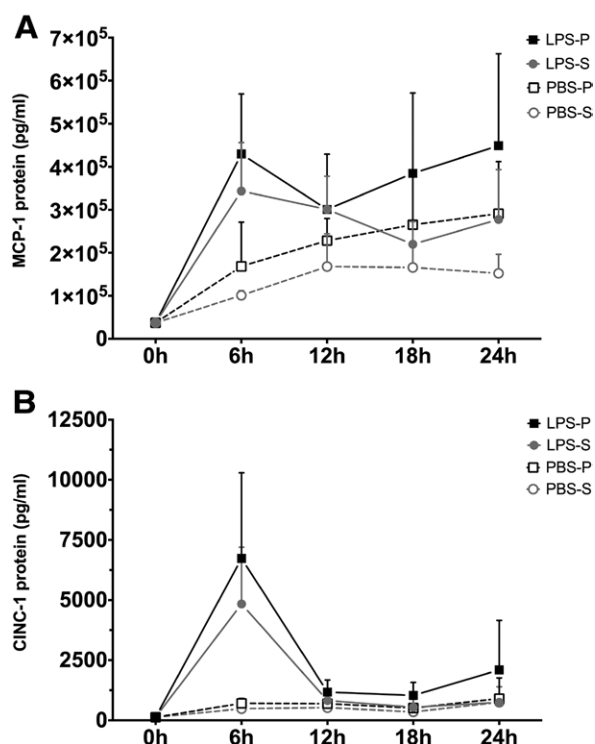 A
MCP-1 protein (pg/ml)
7×10⁵
6×10⁵
5×10⁵
4×10⁵
3×10⁵
2×10⁵
1×10⁵
0
0h 6h 12h 18h 24h
LPS-P
LPS-S
PBS-P
PBS-S
B
CINC-1 protein (pg/ml)
12500
10000
7500
5000
2500
0
0h 6h 12h 18h 24h
LPS-P
LPS-S
PBS-P
PBS-S